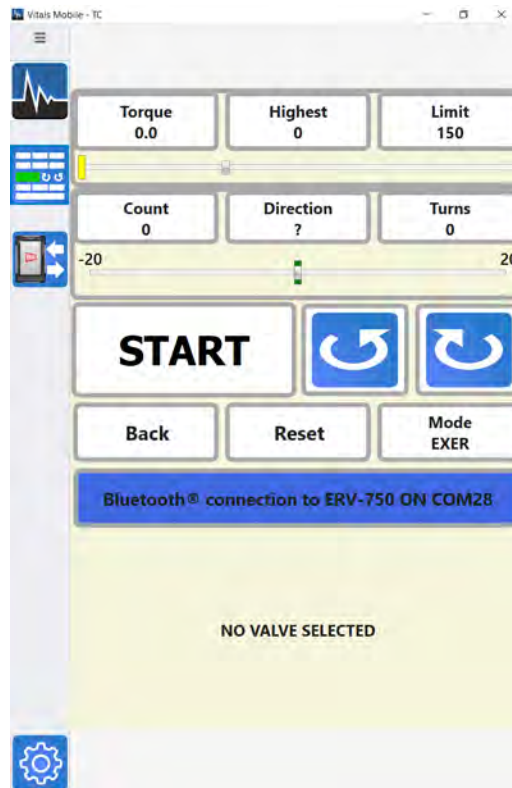 Vitals Mobile - TC
Torque
0.0
Highest
0
Limit
150
Count
0
Direction
?
Turns
0
-20
20
START
Back
Reset
Mode
EXER
Bluetooth® connection to ERV-750 ON COM28
NO VALVE SELECTED